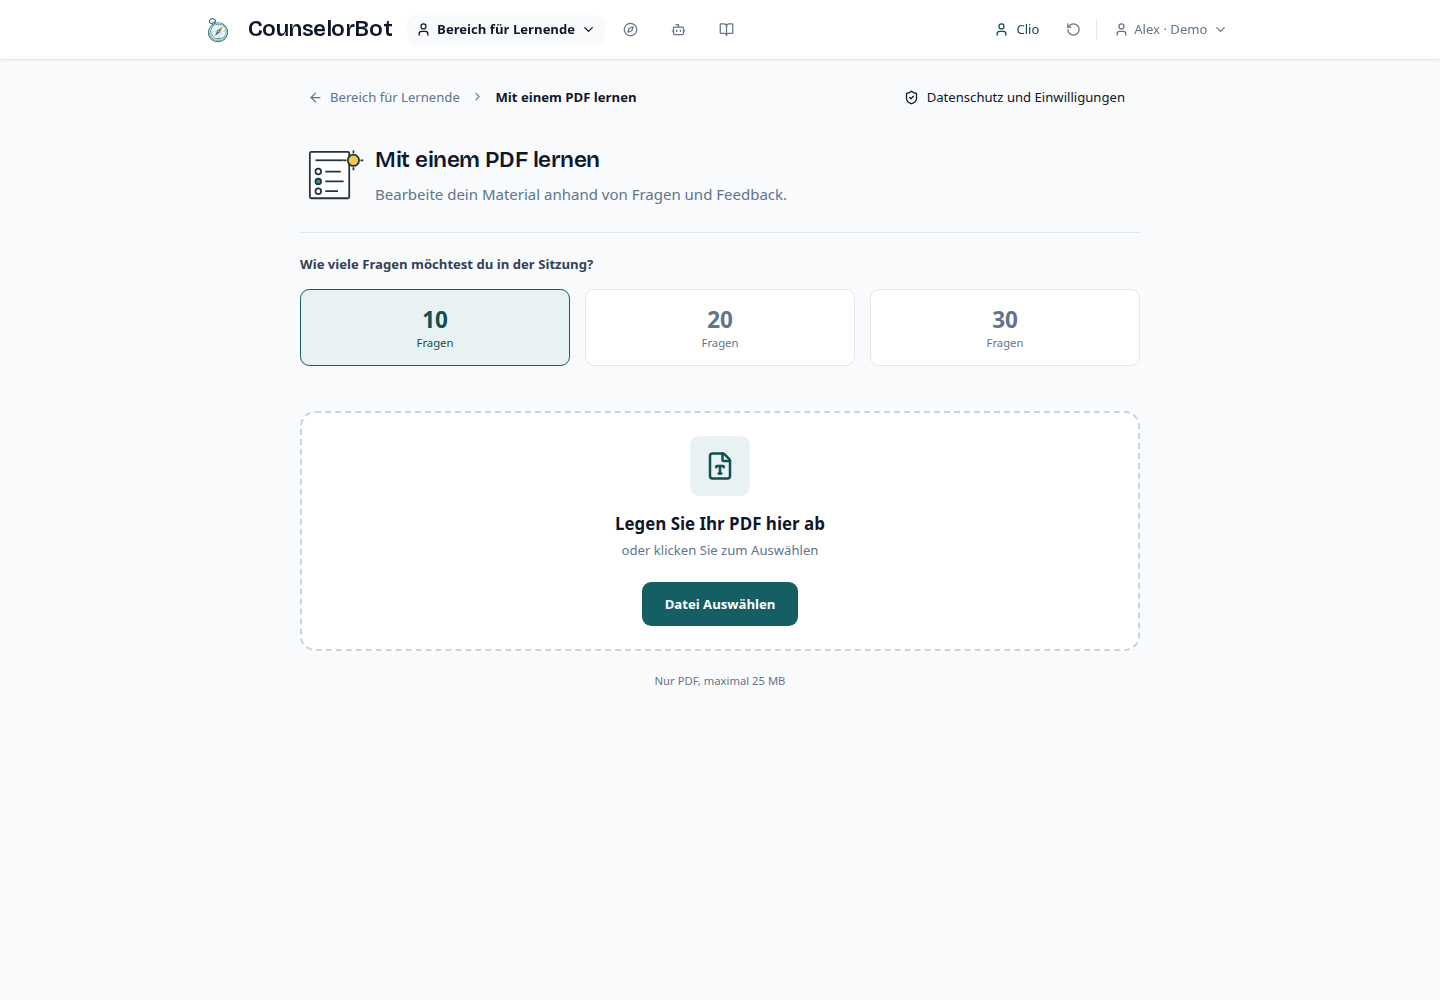 CounselorBot
Bereich für Lernende
Clio
Alex · Demo
Bereich für Lernende
Mit einem PDF lernen
Datenschutz und Einwilligungen
Mit einem PDF lernen
Bearbeite dein Material anhand von Fragen und Feedback.
Wie viele Fragen möchtest du in der Sitzung?
10
Fragen
20
Fragen
30
Fragen
Legen Sie Ihr PDF hier ab
oder klicken Sie zum Auswählen
Datei Auswählen
Nur PDF, maximal 25 MB